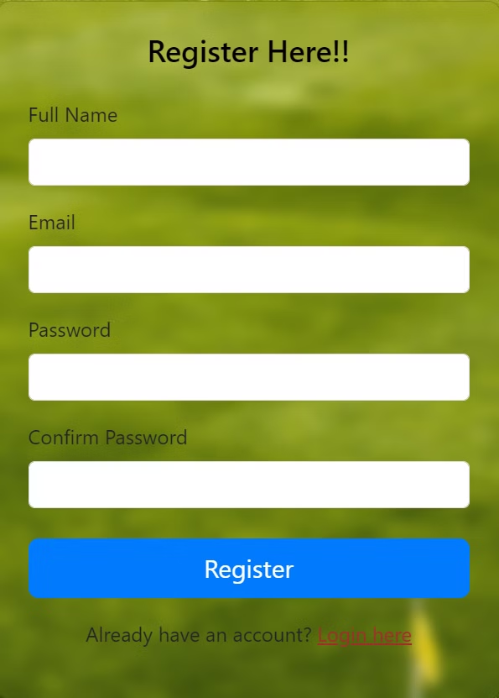 Register Here!!
Full Name
Email
Password
Confirm Password
Register
Already have an account? Login here